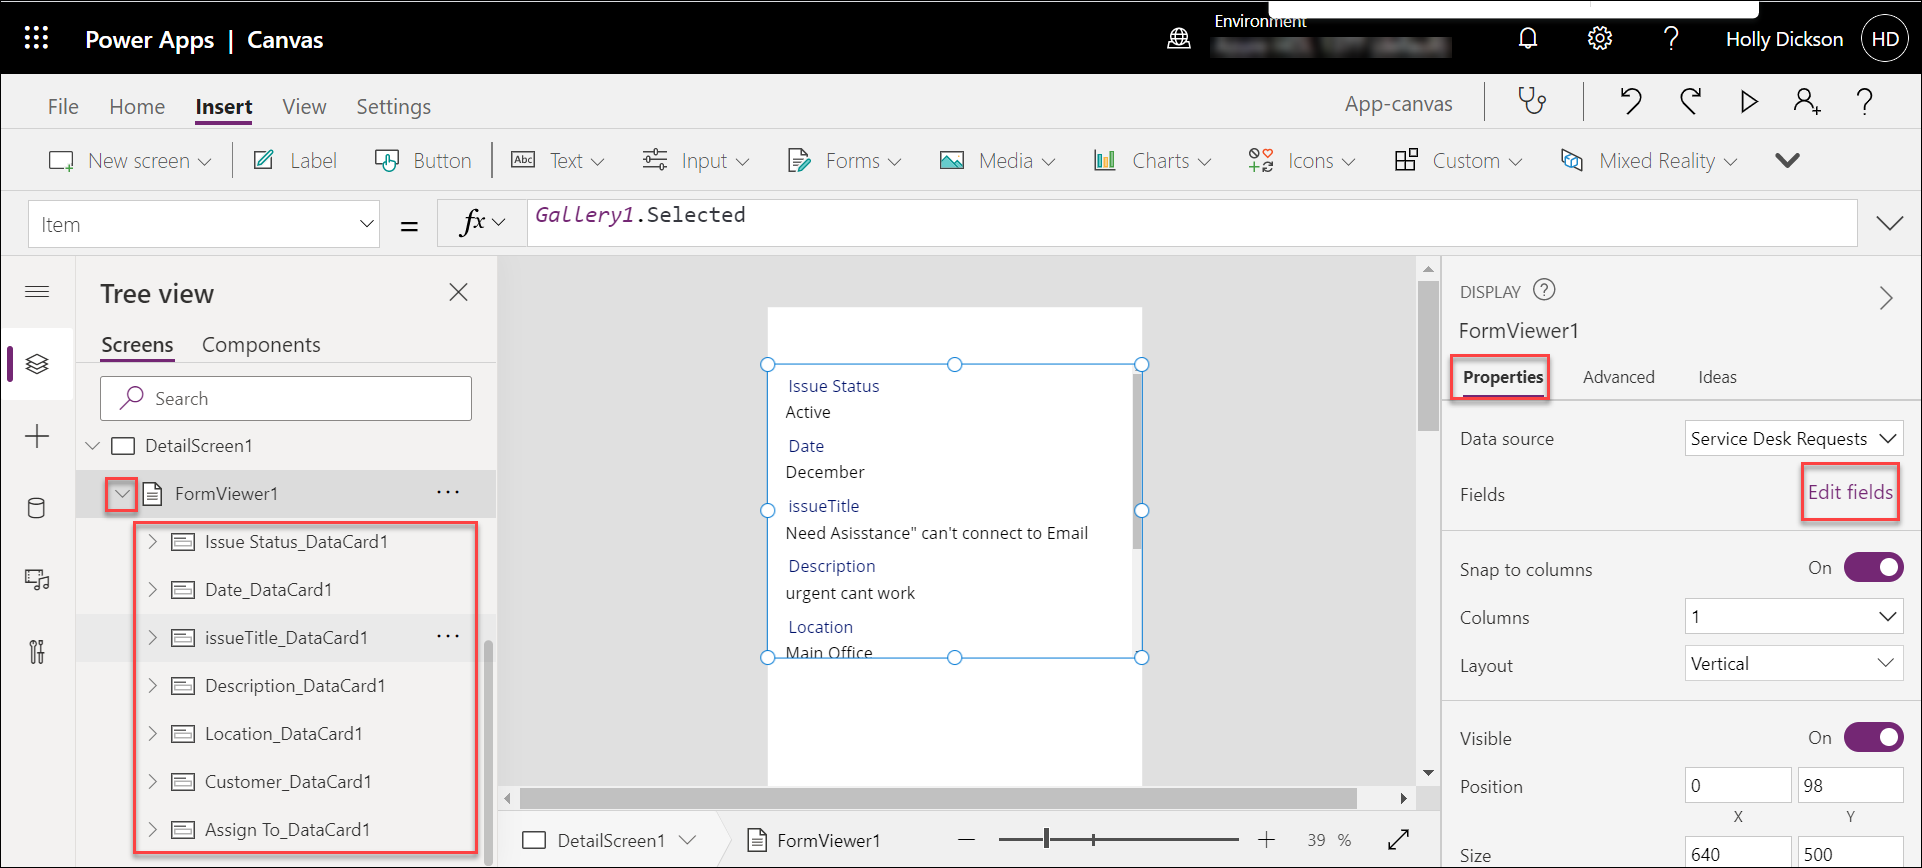 Power Apps | Canvas
Environment
Holly Dickson
HD
File
Home
Insert
View
Settings
App-canvas
New screen
Label
Button
Abc
Text
Input
Forms
Media
Charts
Icons
Custom
Mixed Reality
Item
=
fx
Gallery1.Selected
Tree view
Screens
Components
Search
DetailScreen1
FormViewer1
Issue Status_DataCard1
Date_DataCard1
issueTitle_DataCard1
Description_DataCard1
Location_DataCard1
Customer_DataCard1
Assign To_DataCard1
Issue Status
Active
Date
December
issueTitle
Need Asisstance" can't connect to Email
Description
urgent cant work
Location
Main Office
DetailScreen1
FormViewer1
39 %
DISPLAY
FormViewer1
Properties
Advanced
Ideas
Data source
Service Desk Requests
Fields
Edit fields
Snap to columns
On
Columns
1
Layout
Vertical
Visible
On
Position
0
98
X
Y
Size
640
500